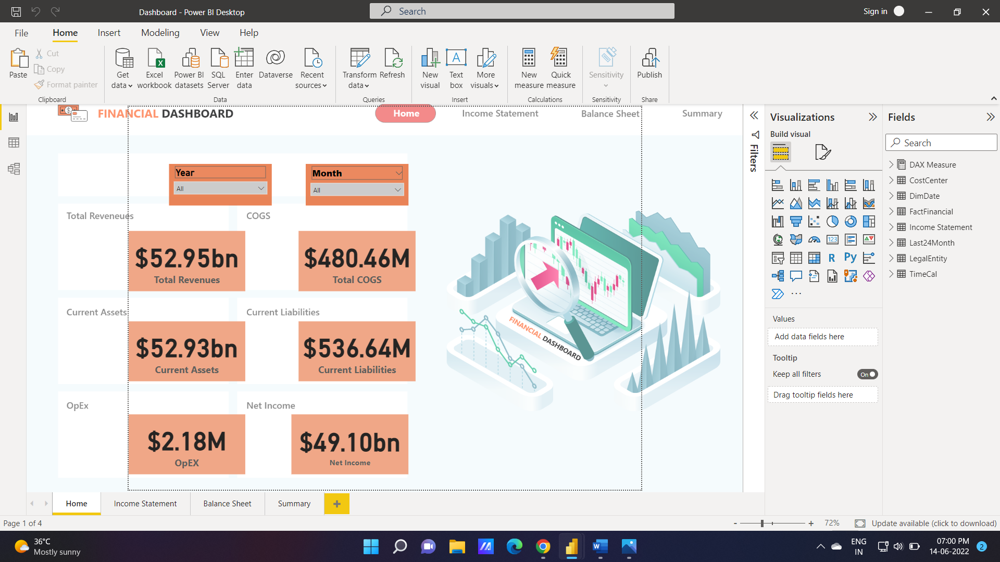 Dashboard - Power BI Desktop
Search
Sign in
File Home Insert Modeling View Help
Paste
Cut
Copy
Format painter
Clipboard
Get data
Excel workbook
Power BI datasets
SQL Server
Enter data
Dataverse
Recent sources
Data
Transform data
Refresh
Queries
New visual
Text box
More visuals
Insert
New measure
Quick measure
Calculations
Sensitivity
Sensitivity
Publish
Share
FINANCIAL DASHBOARD
Home Income Statement Balance Sheet Summary
Year
All
Month
All
Total Reveneues
$52.95bn
Total Revenues
COGS
$480.46M
Total COGS
Current Assets
$52.93bn
Current Assets
Current Liabilities
$536.64M
Current Liabilities
OpEx
$2.18M
OpEX
Net Income
$49.10bn
Net Income
FINANCIAL DASHBOARD
Filters
Visualizations
Build visual
123
R
Py
...
Values
Add data fields here
Tooltip
Keep all filters
On
Drag tooltip fields here
Fields
Search
DAX Measure
CostCenter
DimDate
FactFinancial
Income Statement
Last24Month
LegalEntity
TimeCal
Home Income Statement Balance Sheet Summary +
Page 1 of 4
- + 72%
Update available (click to download)
36°C
Mostly sunny
ENG
IN
07:00 PM
14-06-2022
2